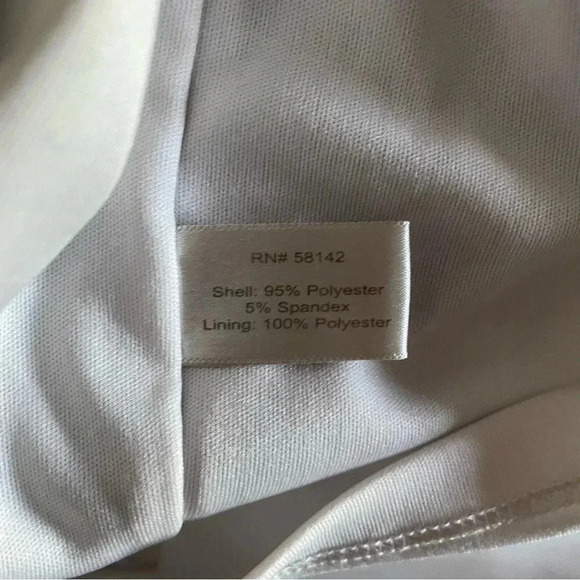 RN# 58142
Shell: 95% Polyester
5% Spandex
Lining: 100% Polyester